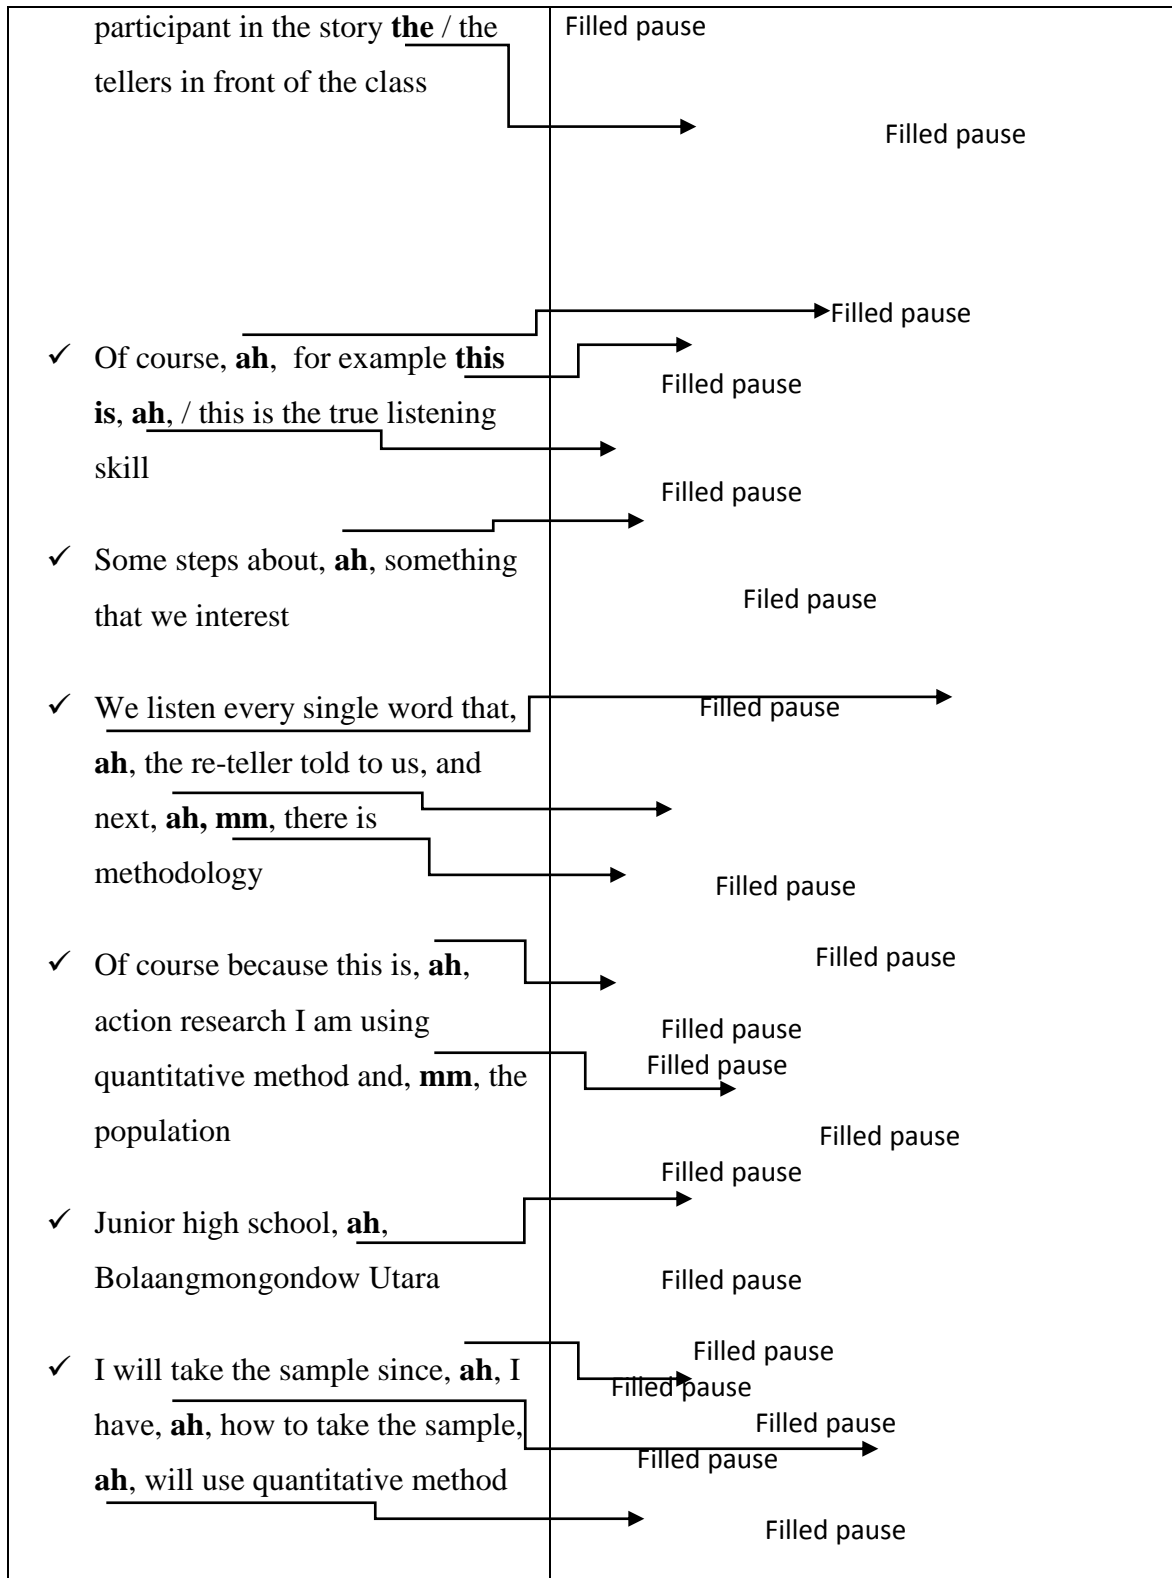 participant in the story the / the
tellers in front of the class
✓ Of course, ah,  for example this
is, ah, / this is the true listening
skill
✓ Some steps about, ah, something
that we interest
✓ We listen every single word that,
ah, the re-teller told to us, and
next, ah, mm, there is
methodology
✓ Of course because this is, ah,
action research I am using
quantitative method and, mm, the
population
✓ Junior high school, ah,
Bolaangmongondow Utara
✓ I will take the sample since, ah, I
have, ah, how to take the sample,
ah, will use quantitative method
Filled pause
Filled pause
Filled pause
Filled pause
Filled pause
Filed pause
Filled pause
Filled pause
Filled pause
Filled pause
Filled pause
Filled pause
Filled pause
Filled pause
Filled pause
Filled pause
Filled pause
Filled pause
Filled pause